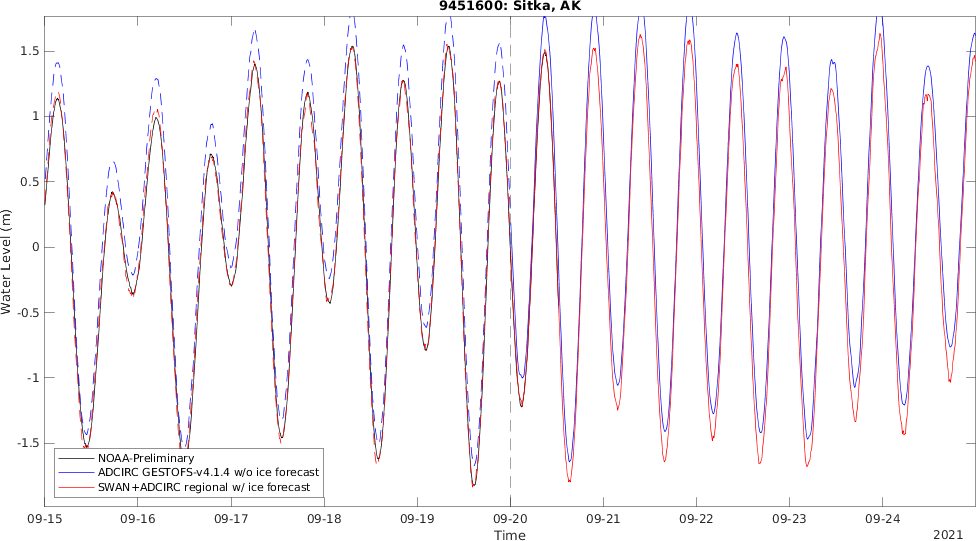 9451600: Sitka, AK
Water Level (m)
1.5
1
0.5
0
-0.5
-1
-1.5
NOAA-Preliminary
ADCIRC GESTOFS-v4.1.4 w/o ice forecast
SWAN+ADCIRC regional w/ ice forecast
09-15 09-16 09-17 09-18 09-19 09-20 09-21 09-22 09-23 09-24
Time
2021